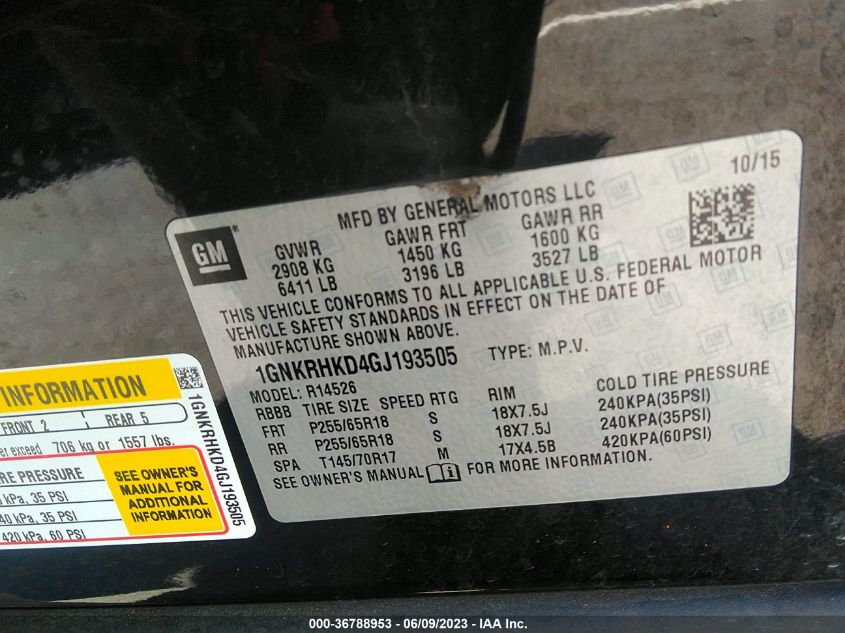 10/15
MFD BY GENERAL MOTORS LLC
GM
GVWR GAWR FRT GAWR RR
2908 KG 1450 KG 1600 KG
6411 LB 3196 LB 3527 LB
THIS VEHICLE CONFORMS TO ALL APPLICABLE U.S. FEDERAL MOTOR
VEHICLE SAFETY STANDARDS IN EFFECT ON THE DATE OF
MANUFACTURE SHOWN ABOVE.
1GNKRHKD4GJ193505 TYPE: M.P.V.
MODEL: R14526
RBBB TIRE SIZE SPEED RTG RIM COLD TIRE PRESSURE
FRT P255/65R18 S 18X7.5J 240KPA(35PSI)
RR P255/65R18 S 18X7.5J 240KPA(35PSI)
SPA T145/70R17 M 17X4.5B 420KPA(60PSI)
SEE OWNER'S MANUAL FOR MORE INFORMATION.
INFORMATION
FRONT 2 REAR 5
exceed 706 kg or 1557 lbs.
PRESSURE
kPa, 35 PSI
kPa, 35 PSI
420 kPa, 60 PSI
SEE OWNER'S
MANUAL FOR
ADDITIONAL
INFORMATION
1GNKRHKD4GJ193505
000-36788953 - 06/09/2023 - IAA Inc.